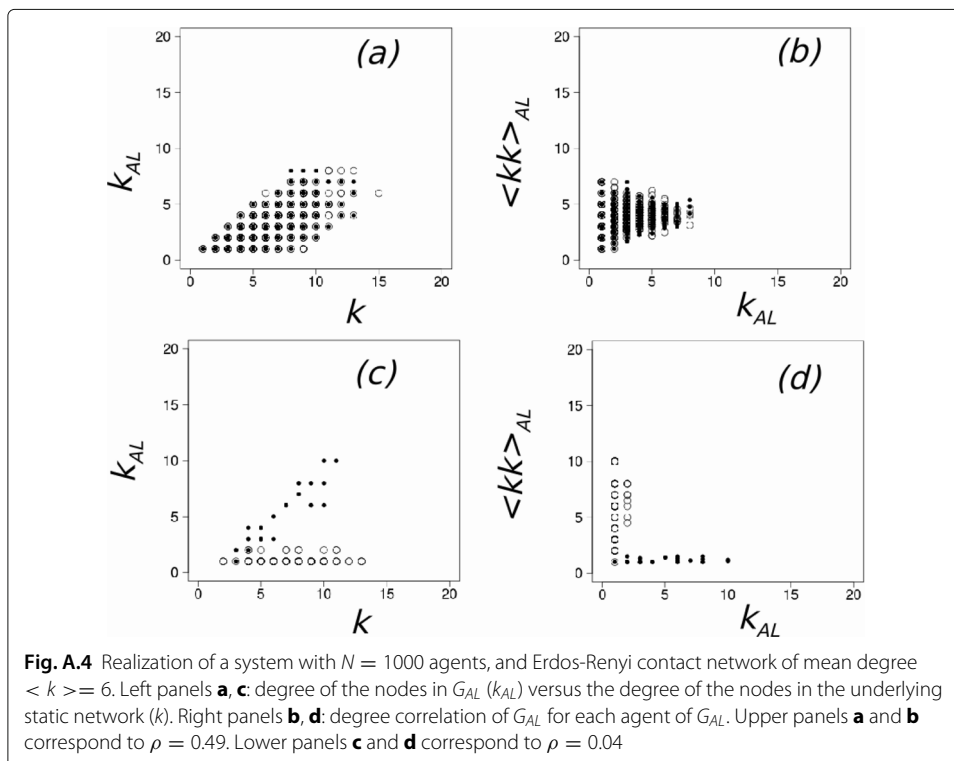 (a)
20
15
10
5
0
k_AL
0 5 10 15 20
k
(b)
20
15
10
5
0
<kk>_AL
0 5 10 15 20
k_AL
(c)
20
15
10
5
0
k_AL
0 5 10 15 20
k
(d)
20
15
10
5
0
<kk>_AL
0 5 10 15 20
k_AL
Fig. A.4 Realization of a system with N = 1000 agents, and Erdos-Renyi contact network of mean degree
< k >= 6. Left panels a, c: degree of the nodes in G_AL (k_AL) versus the degree of the nodes in the underlying
static network (k). Right panels b, d: degree correlation of G_AL for each agent of G_AL. Upper panels a and b
correspond to ρ = 0.49. Lower panels c and d correspond to ρ = 0.04